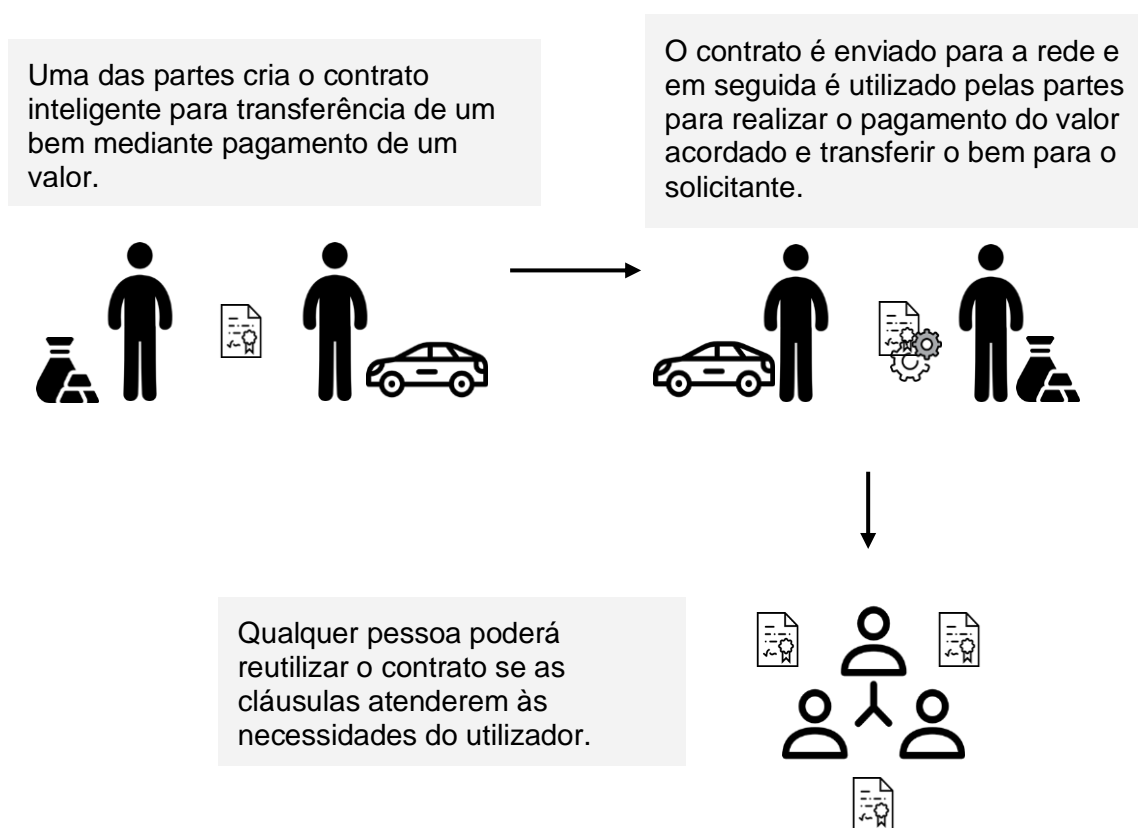 Uma das partes cria o contrato
inteligente para transferência de um
bem mediante pagamento de um
valor.
O contrato é enviado para a rede e
em seguida é utilizado pelas partes
para realizar o pagamento do valor
acordado e transferir o bem para o
solicitante.
Qualquer pessoa poderá
reutilizar o contrato se as
cláusulas atenderem às
necessidades do utilizador.